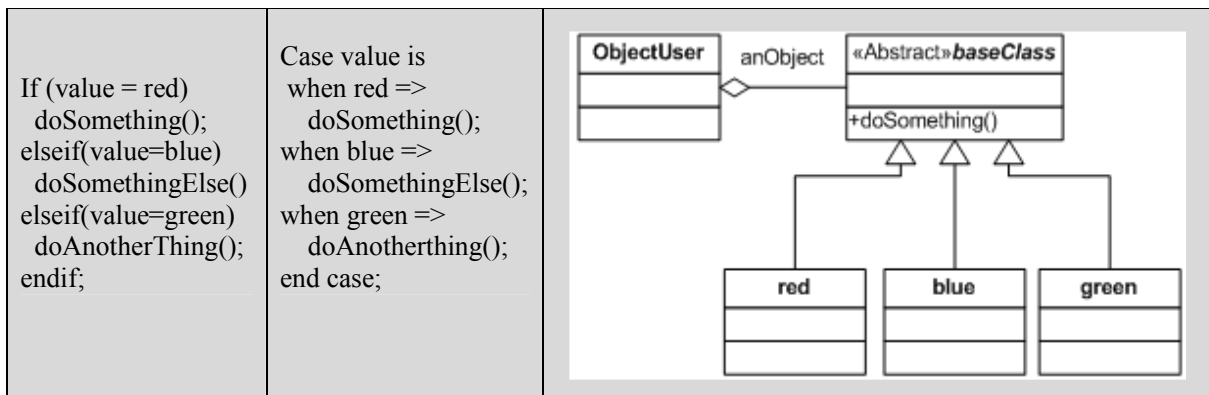 If (value = red)
doSomething();
elseif(value=blue)
doSomethingElse()
elseif(value=green)
doAnotherThing();
endif;
Case value is
when red =>
doSomething();
when blue =>
doSomethingElse();
when green =>
doAnotherthing();
end case;
ObjectUser
anObject
«Abstract»baseClass
+doSomething()
red
blue
green